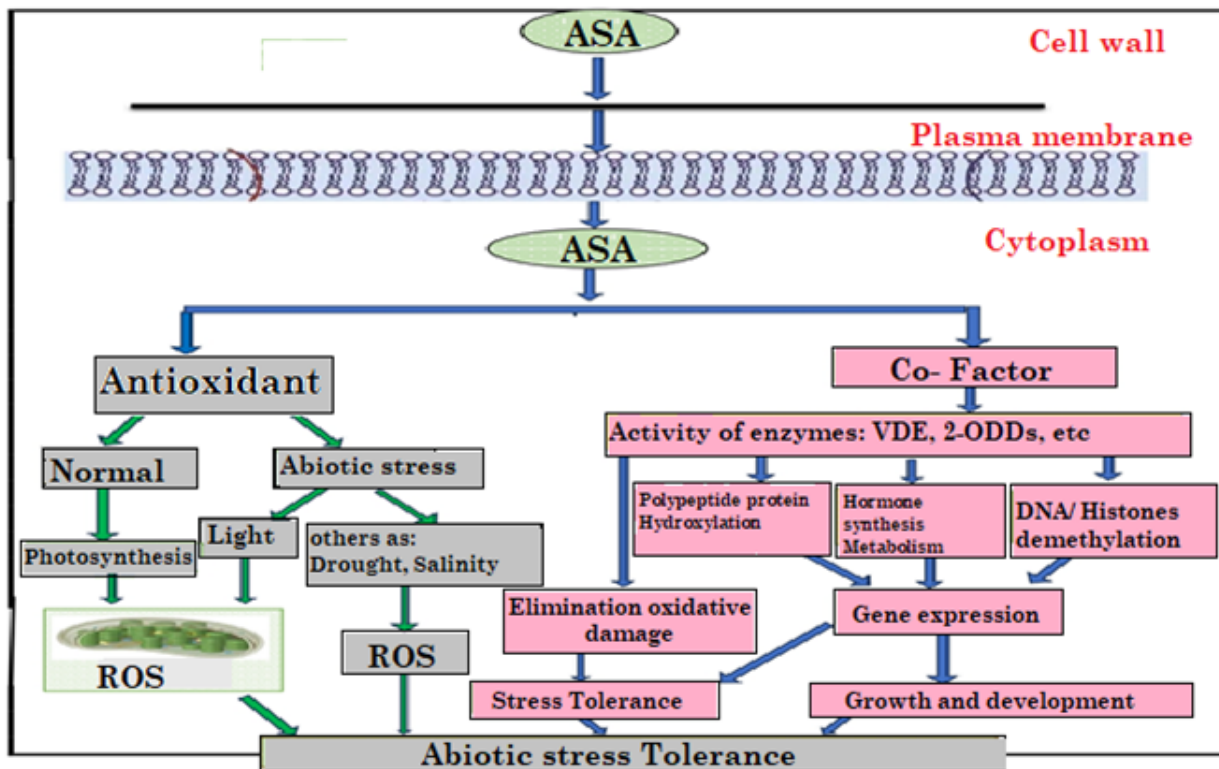 ASA
Cell wall
Plasma membrane
ASA
Cytoplasm
Antioxidant
Co- Factor
Activity of enzymes: VDE, 2-ODDs, etc
Normal
Abiotic stress
Polypeptide protein
Hydroxylation
Hormone
synthesis
Metabolism
DNA/ Histones
demethylation
Photosynthesis
Light
others as:
Drought, Salinity
Elimination oxidative
damage
Gene expression
ROS
ROS
Stress Tolerance
Growth and development
Abiotic stress Tolerance